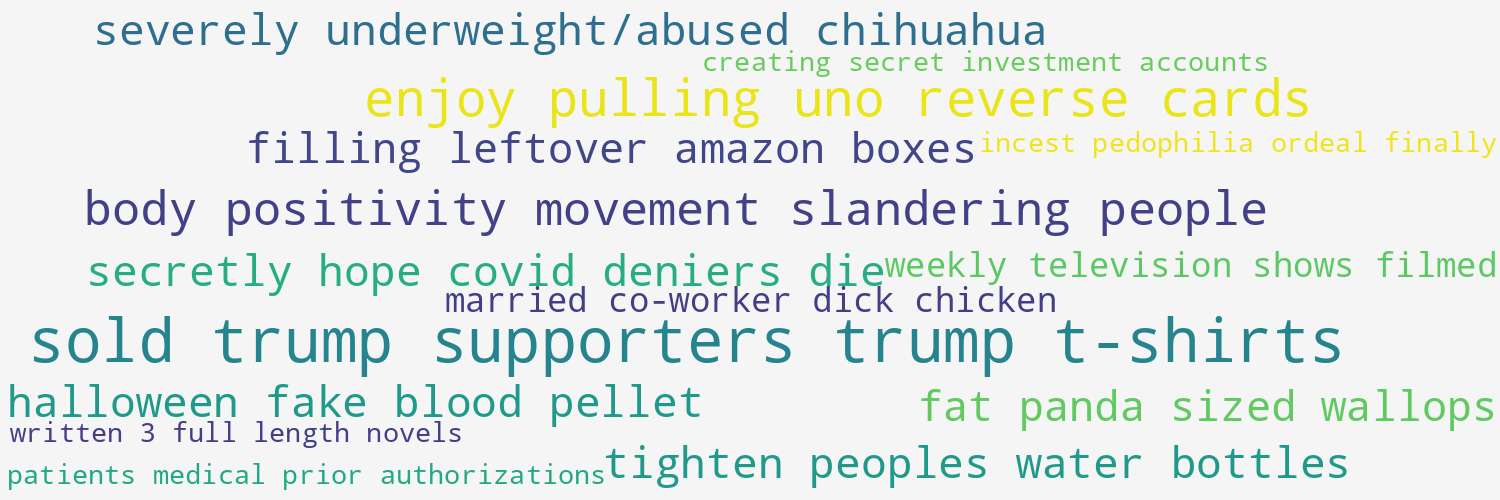 severely underweight/abused chihuahua
creating secret investment accounts
enjoy pulling uno reverse cards
filling leftover amazon boxes
incest pedophilia ordeal finally
body positivity movement slandering people
secretly hope covid deniers die
weekly television shows filmed
married co-worker dick chicken
sold trump supporters trump t-shirts
halloween fake blood pellet
fat panda sized wallops
written 3 full length novels
patients medical prior authorizations
tighten peoples water bottles